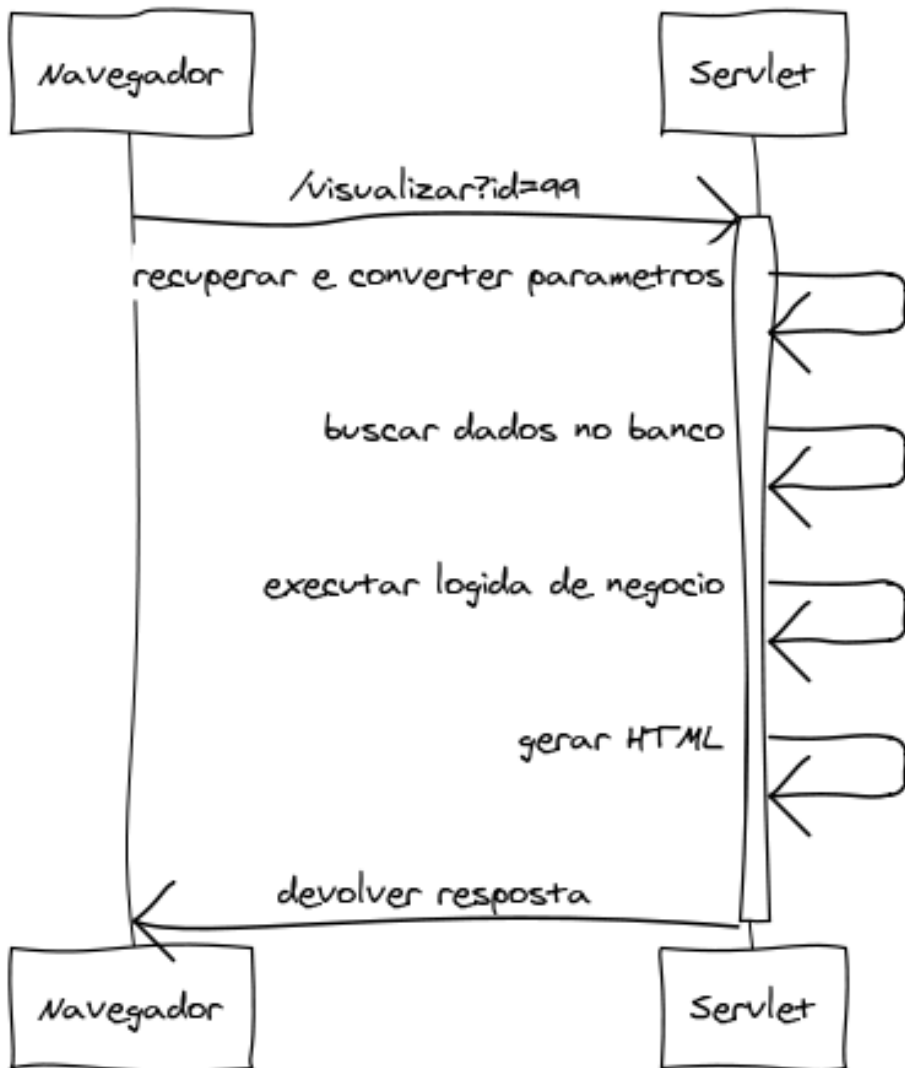 Navegador
Servlet
/visualizar?id=99
recuperar e converter parametros
buscar dados no banco
executar logida de negocio
gerar HTML
devolver resposta
Navegador
Servlet